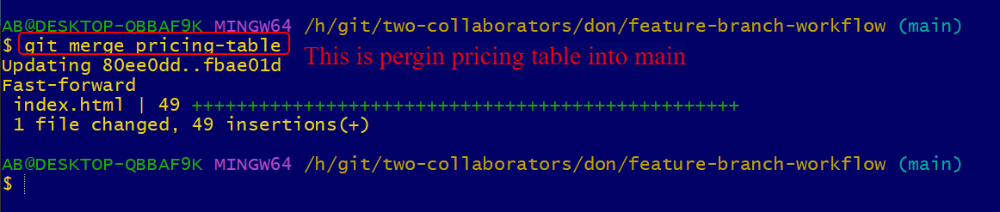 AB@DESKTOP-QBBAF9K MINGW64 /h/git/two-collaborators/don/feature-branch-workflow (main)
$ git merge pricing-table
This is pergin pricing table into main
Updating 80ee0dd..fbae01d
Fast-forward
 index.html | 49 +++++++++++++++++++++++++++++++++++++++++++++++++
 1 file changed, 49 insertions(+)
AB@DESKTOP-QBBAF9K MINGW64 /h/git/two-collaborators/don/feature-branch-workflow (main)
$